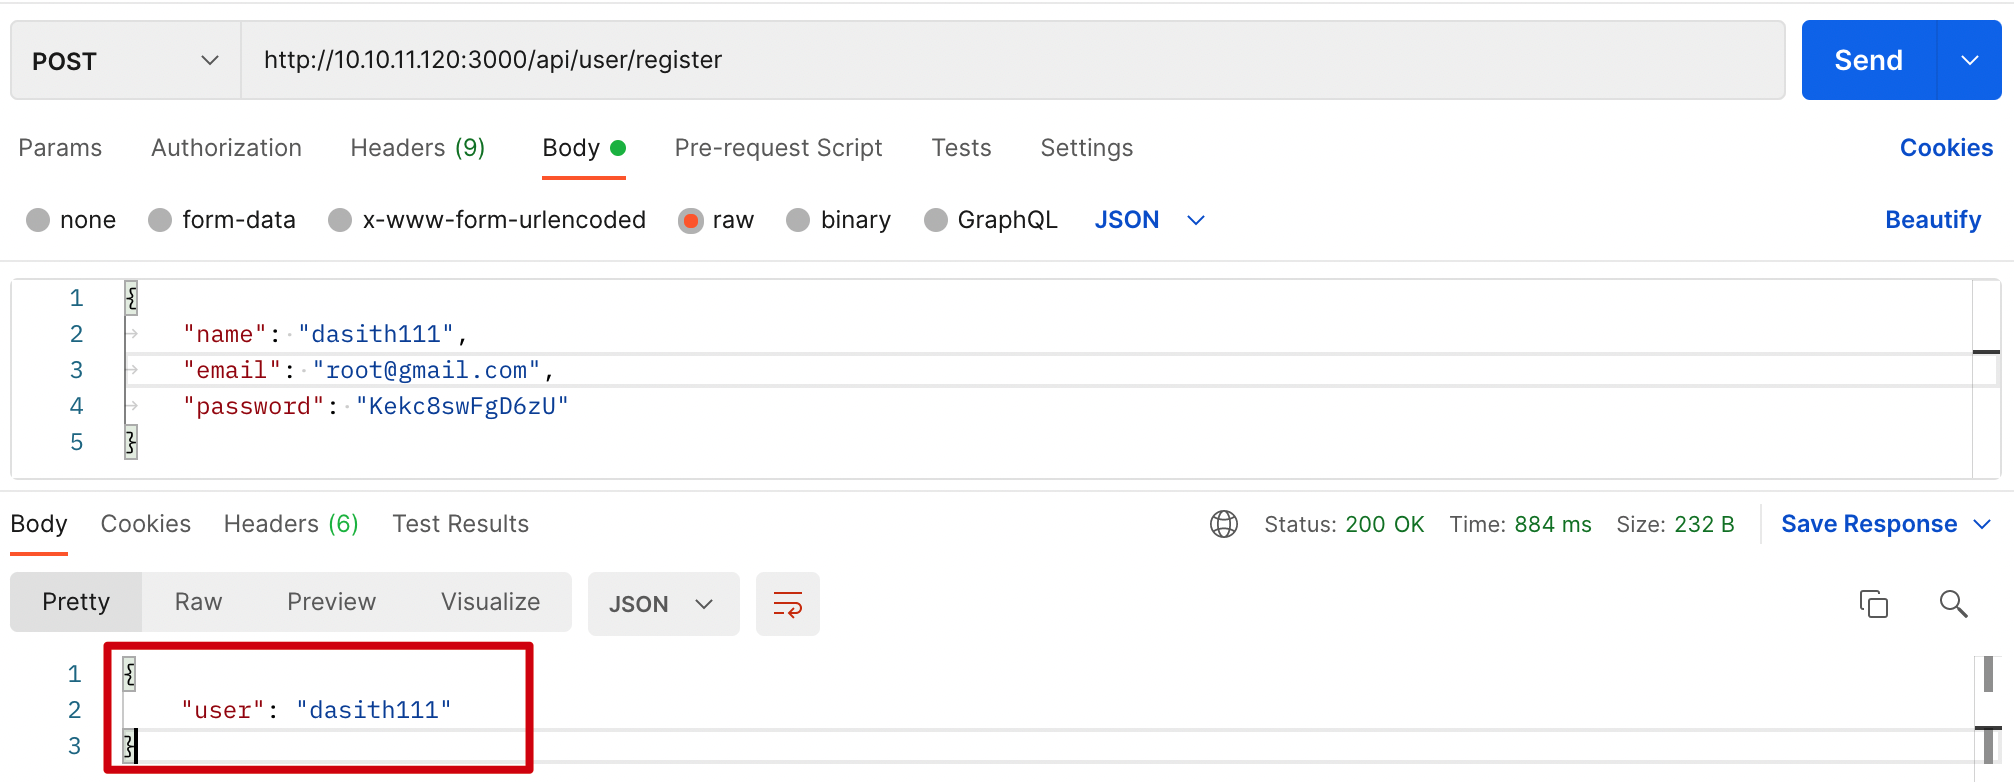 POST http://10.10.11.120:3000/api/user/register Send
Params Authorization Headers (9) Body Pre-request Script Tests Settings Cookies
none form-data x-www-form-urlencoded raw binary GraphQL JSON Beautify
1 {
2 "name": "dasith111",
3 "email": "root@gmail.com",
4 "password": "Kekc8swFgD6zU"
5 }
Body Cookies Headers (6) Test Results Status: 200 OK Time: 884 ms Size: 232 B Save Response
Pretty Raw Preview Visualize JSON
1 {
2 "user": "dasith111"
3 }